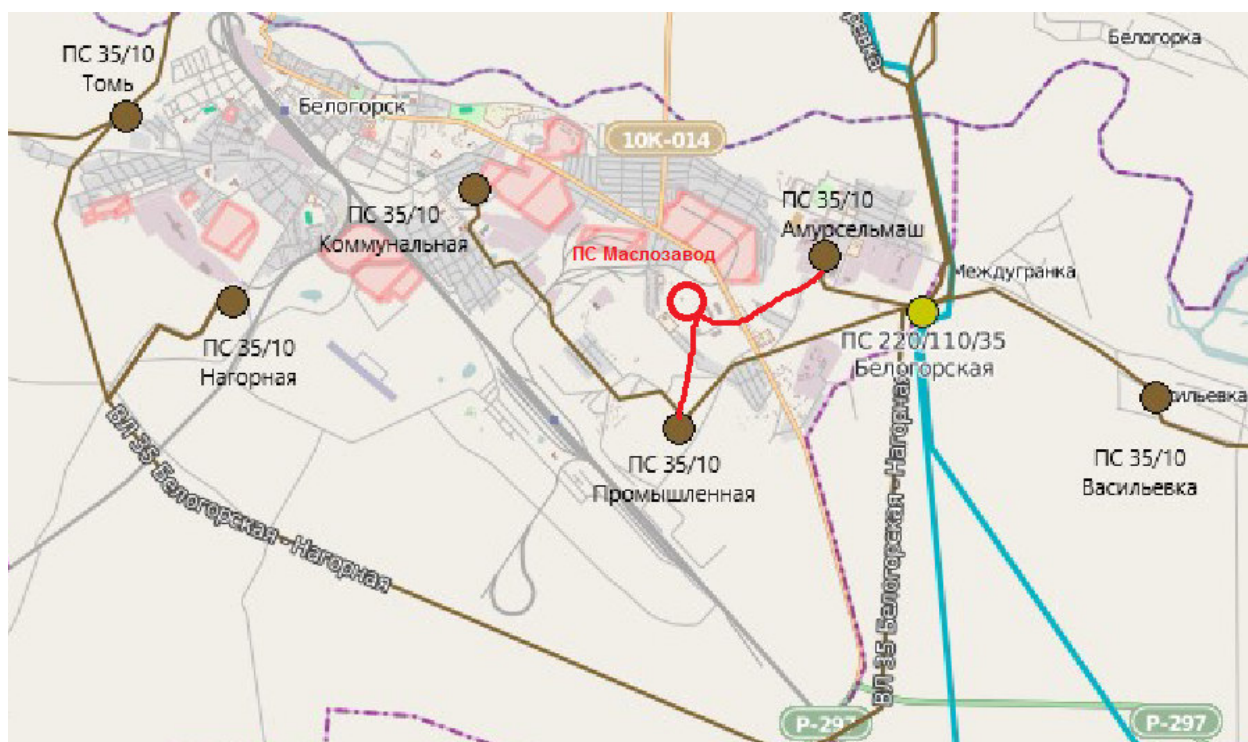 ПС 35/10
Томь
Белогорск
10К-014
Белогорка
ПС 35/10
Коммунальная
ПС Маслозавод
ПС 35/10
Амурсельмаш
Междугранка
ПС 220/110/35
Белогорская
ПС 35/10
Нагорная
ПС 35/10
Промышленная
ПС 35/10
Васильевка
ВЛ 35 Белогорская - Нагорная
ВЛ 35 Белогорская - Нагорная
Р-297
Р-297